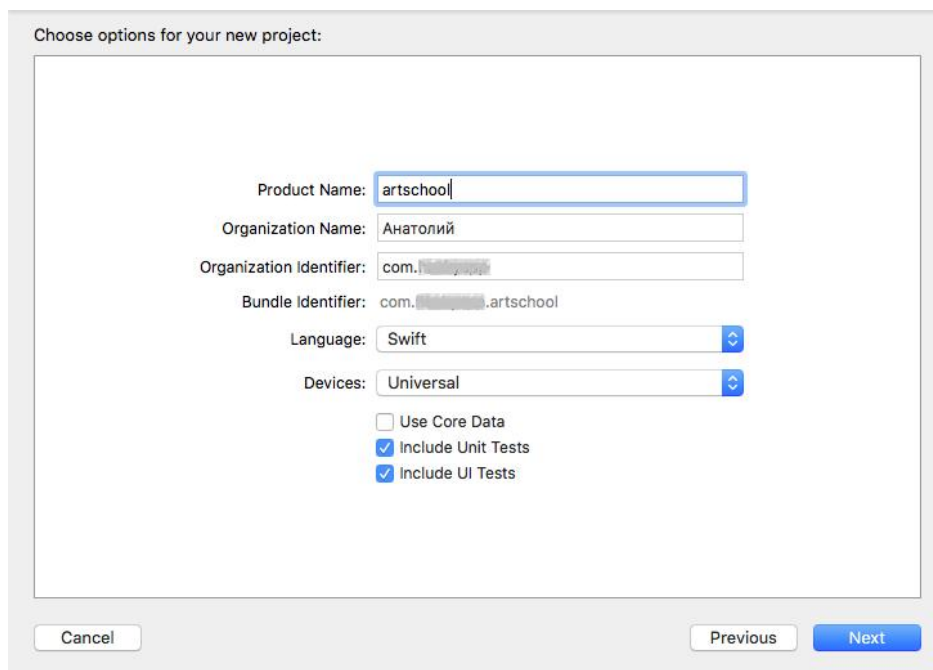 Choose options for your new project:
Product Name: artschool
Organization Name: Анатолий
Organization Identifier: com.
Bundle Identifier: com. .artschool
Language: Swift
Devices: Universal
Use Core Data
Include Unit Tests
Include UI Tests
Cancel Previous Next